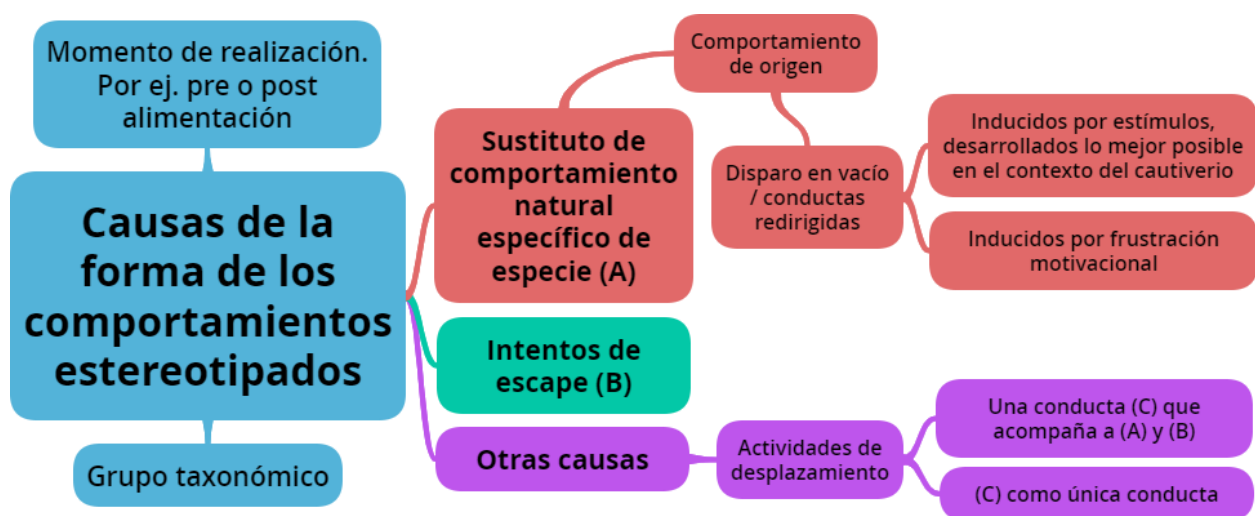 Momento de realización.
Por ej. pre o post
alimentación
Causas de la
forma de los
comportamientos
estereotipados
Grupo taxonómico
Sustituto de
comportamiento
natural
específico de
especie (A)
Comportamiento
de origen
Disparo en vacío
/ conductas
redirigidas
Inducidos por estímulos,
desarrollados lo mejor posible
en el contexto del cautiverio
Inducidos por frustración
motivacional
Intentos de
escape (B)
Otras causas
Actividades de
desplazamiento
Una conducta (C) que
acompaña a (A) y (B)
(C) como única conducta